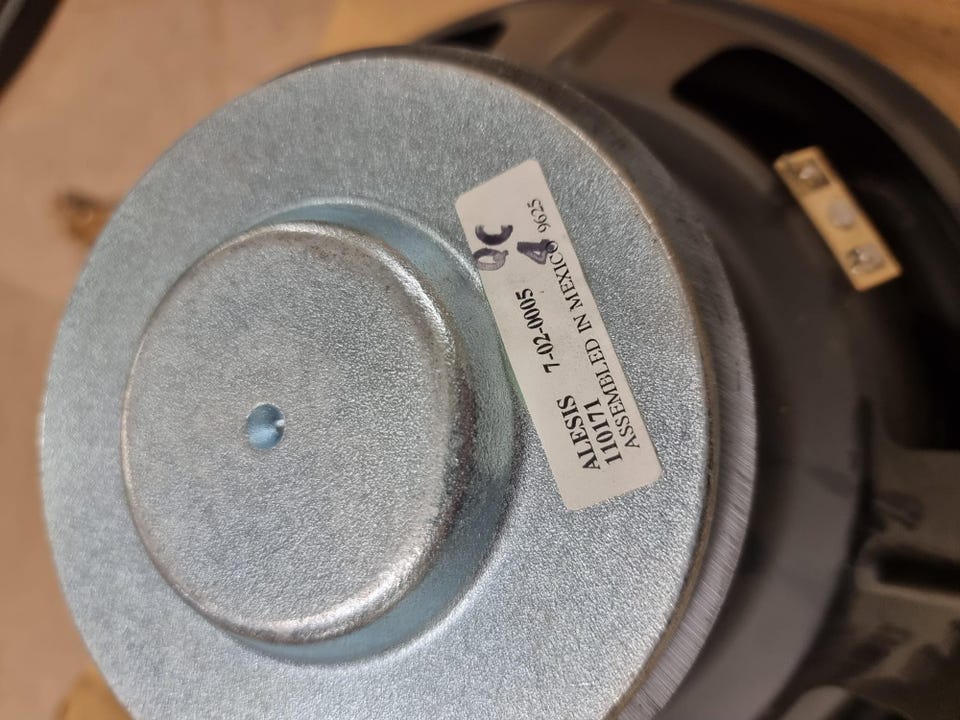 ALESIS 7-02-0005
110171
ASSEMBLED IN MEXICO 9625
QC
4